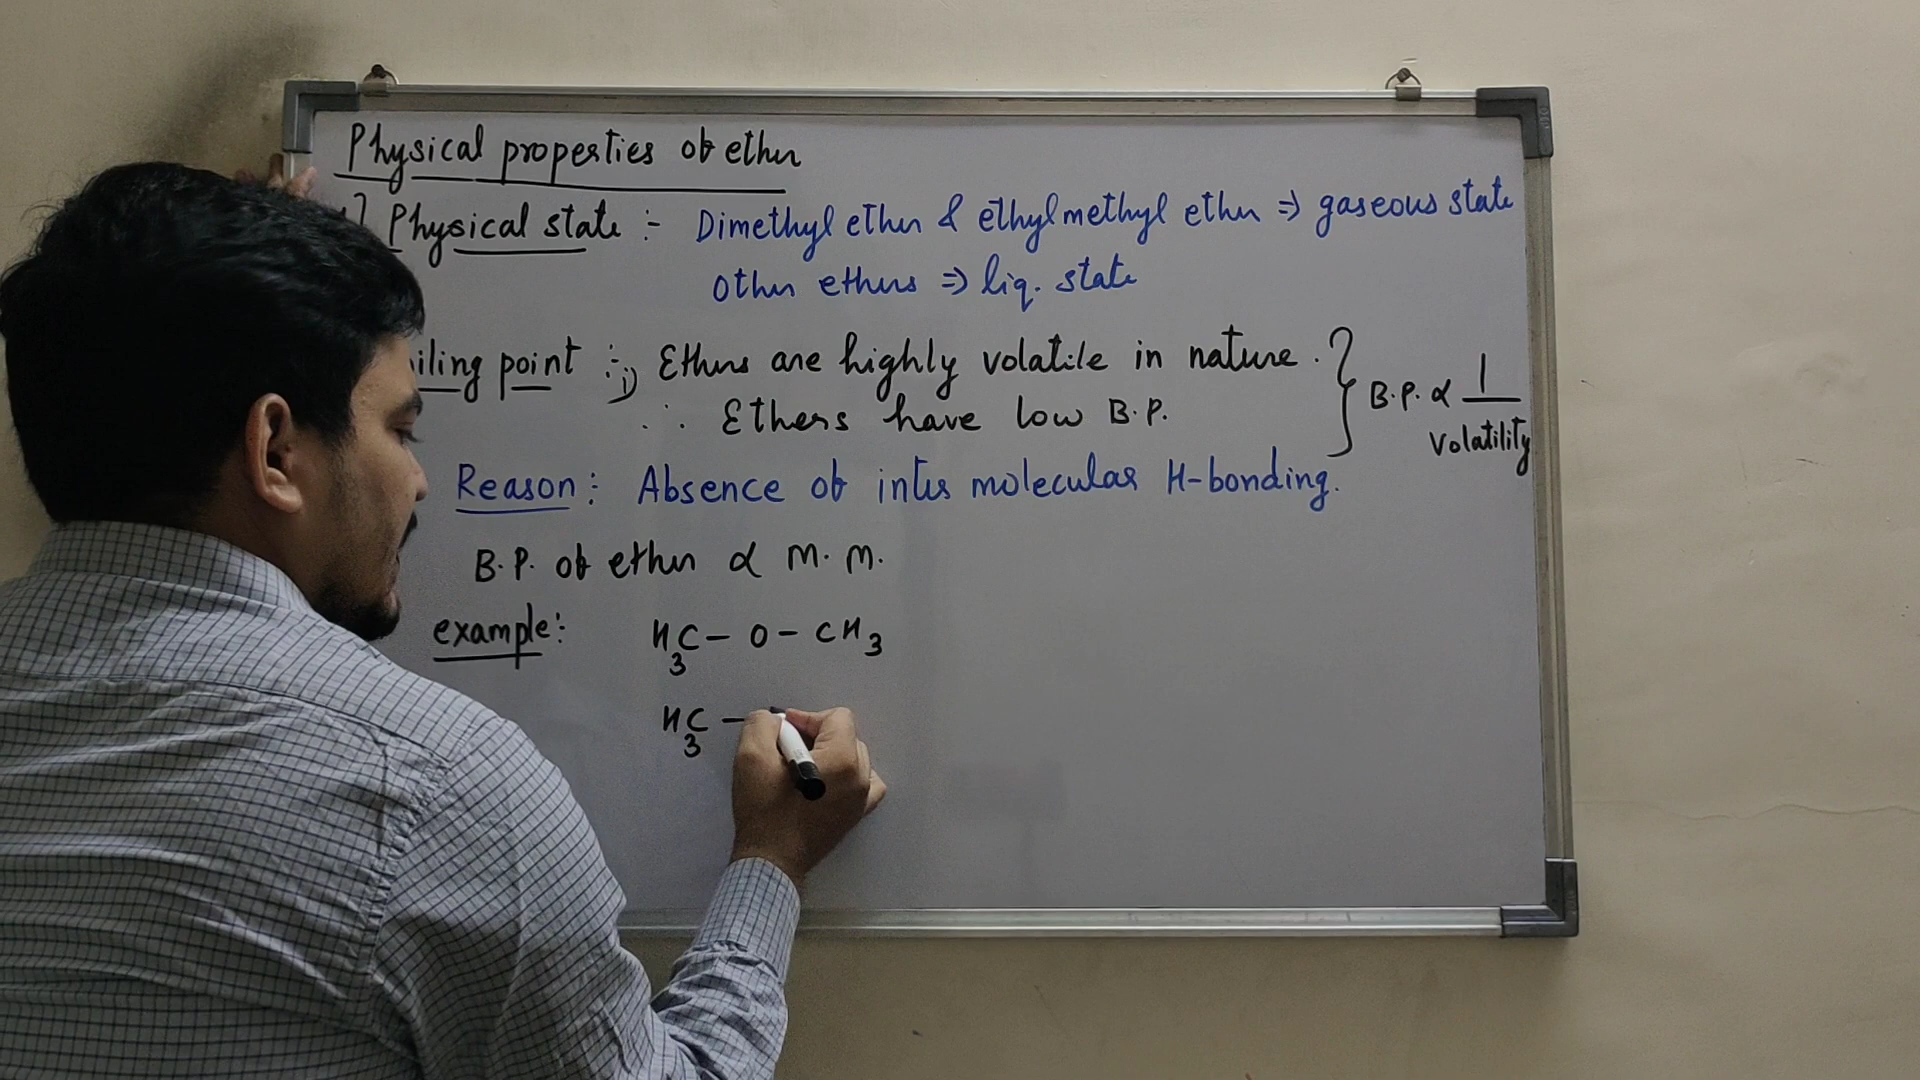 Physical properties of ether
1] Physical state :- Dimethyl ether & ethylmethyl ether => gaseous state
Other ethers => liq. state
iling point :- i) Ethers are highly volatile in nature. } B.P. α 1/Volatility
∴ Ethers have low B.P.
Reason: Absence of inter molecular H-bonding.
B.P. of ether α M.M.
example:- H3C - O - CH3
H3C -